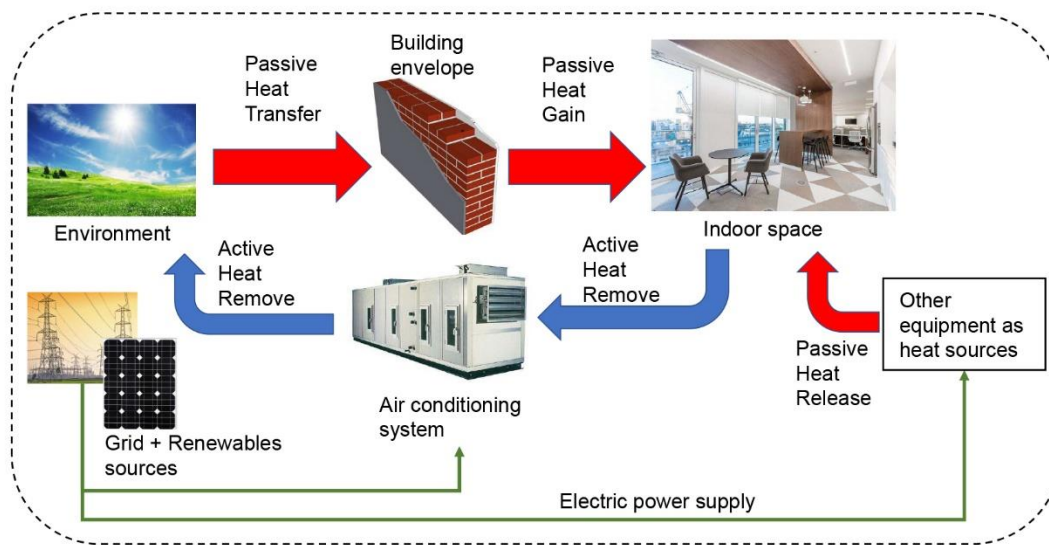 Building
envelope
Passive
Heat
Transfer
Passive
Heat
Gain
Environment
Indoor space
Active
Heat
Remove
Active
Heat
Remove
Other
equipment as
heat sources
Passive
Heat
Release
Air conditioning
system
Grid + Renewables
sources
Electric power supply